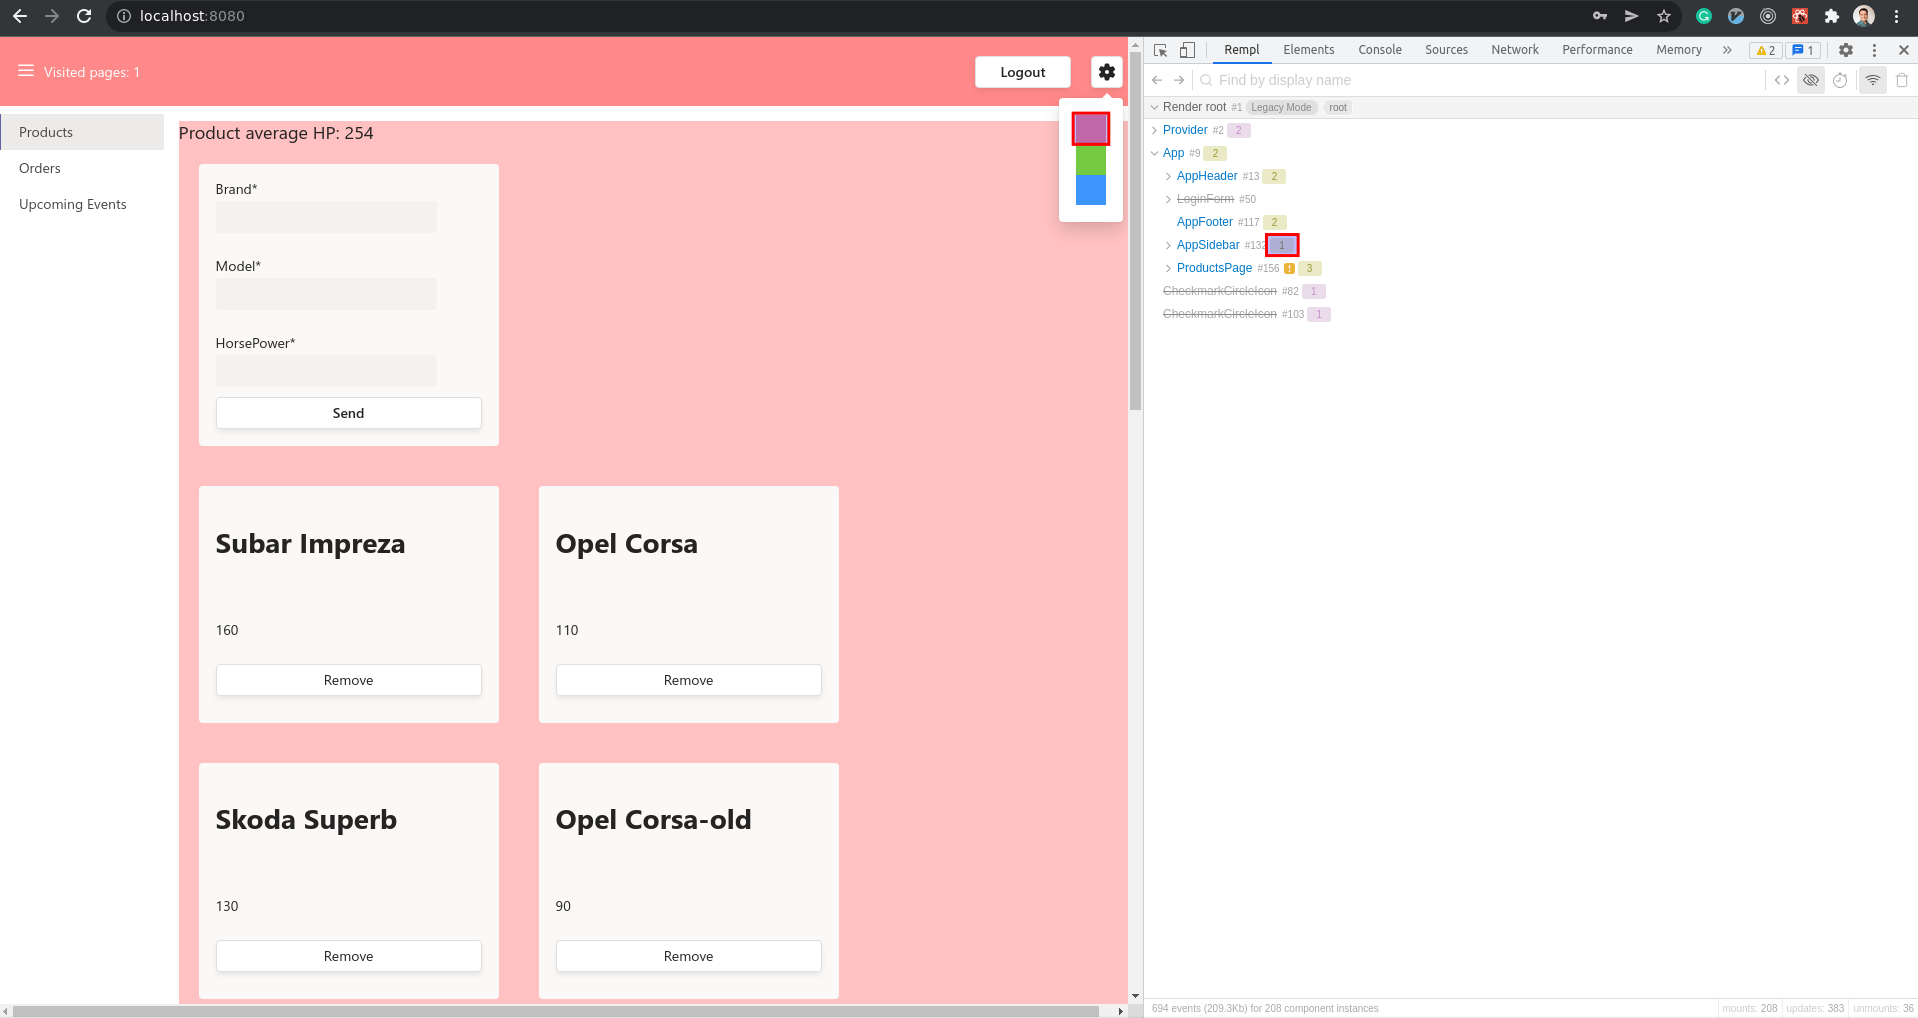 localhost:8080
Visited pages: 1
Logout
Products
Orders
Upcoming Events
Product average HP: 254
Brand*
Model*
HorsePower*
Send
Subar Impreza
160
Remove
Opel Corsa
110
Remove
Skoda Superb
130
Remove
Opel Corsa-old
90
Remove
Rempl Elements Console Sources Network Performance Memory 2 1
Find by display name
Render root #1 Legacy Mode root
Provider #2 2
App #9 2
AppHeader #13 2
LoginForm #50
AppFooter #117 2
AppSidebar #132 1
ProductsPage #156 ! 3
CheckmarkCircleIcon #82 1
CheckmarkCircleIcon #103 1
694 events (209.3Kb) for 208 component instances
mounts: 208 updates: 383 unmounts: 36